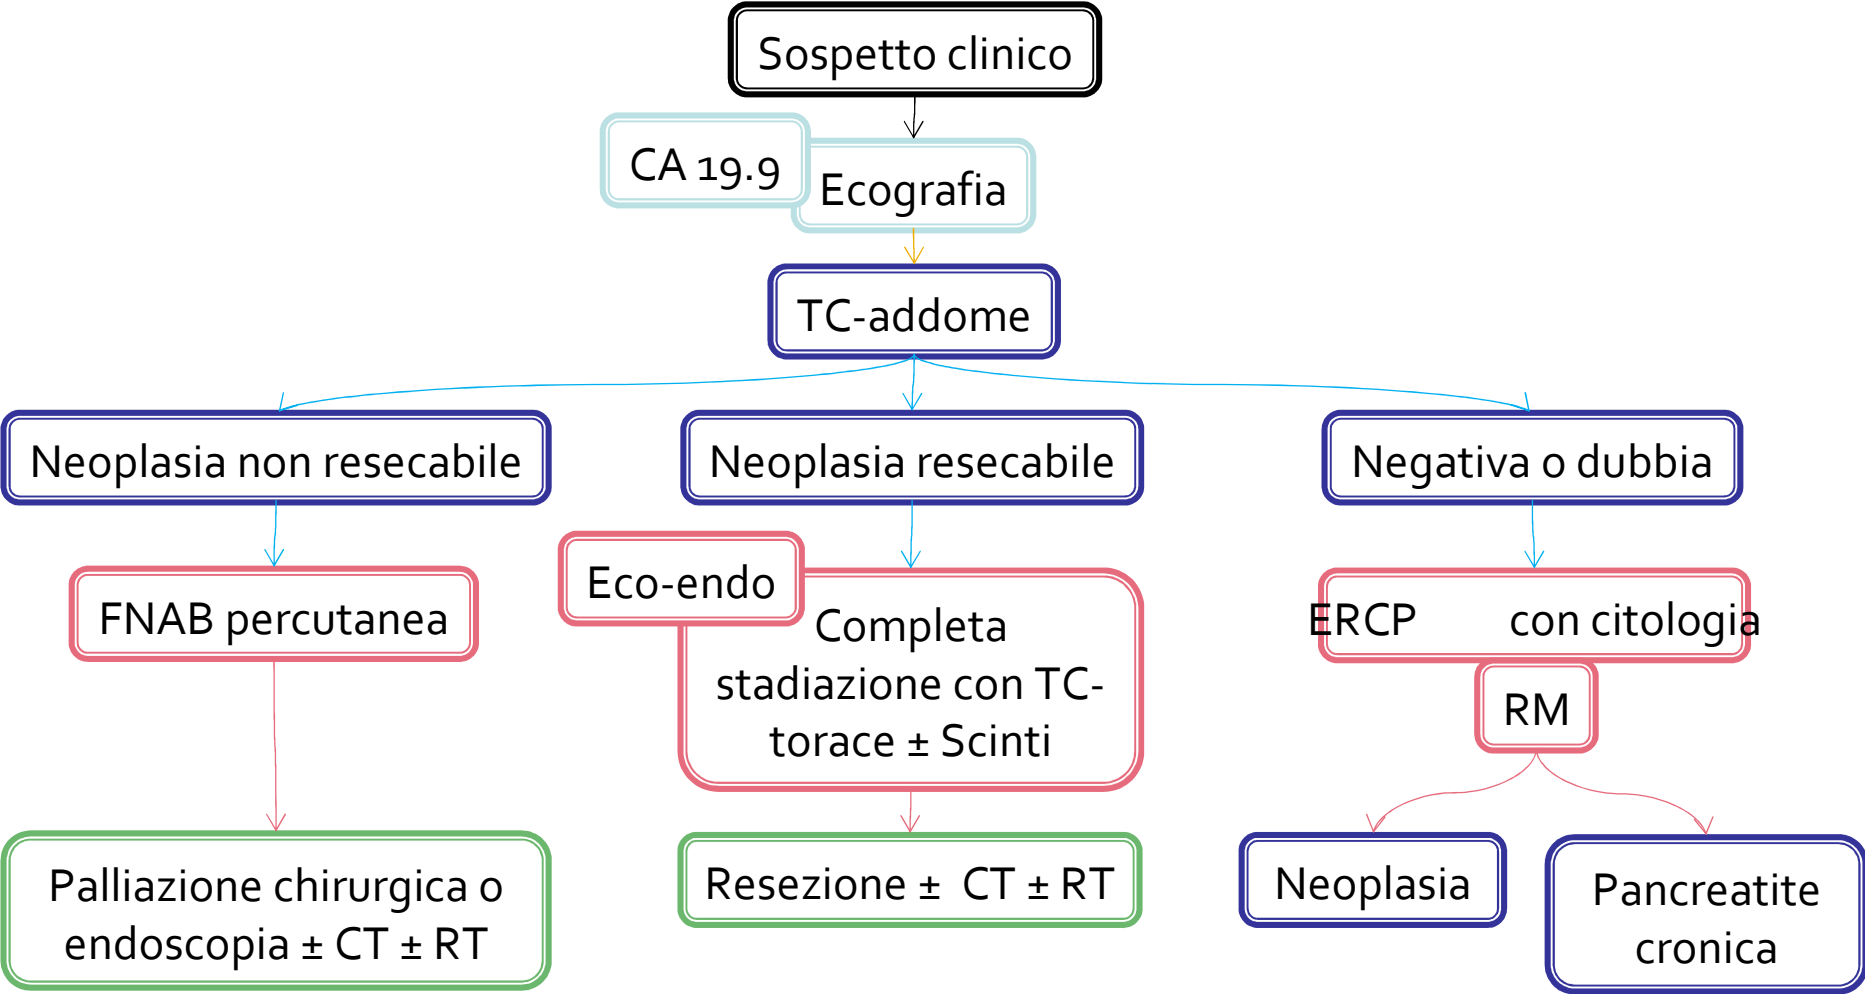 Sospetto clinico
CA 19.9
Ecografia
TC-addome
Neoplasia non resecabile
Neoplasia resecabile
Negativa o dubbia
FNAB percutanea
Eco-endo
Completa
stadiazione con TC-
torace ± Scinti
ERCP con citologia
RM
Palliazione chirurgica o
endoscopia ± CT ± RT
Resezione ± CT ± RT
Neoplasia
Pancreatite
cronica